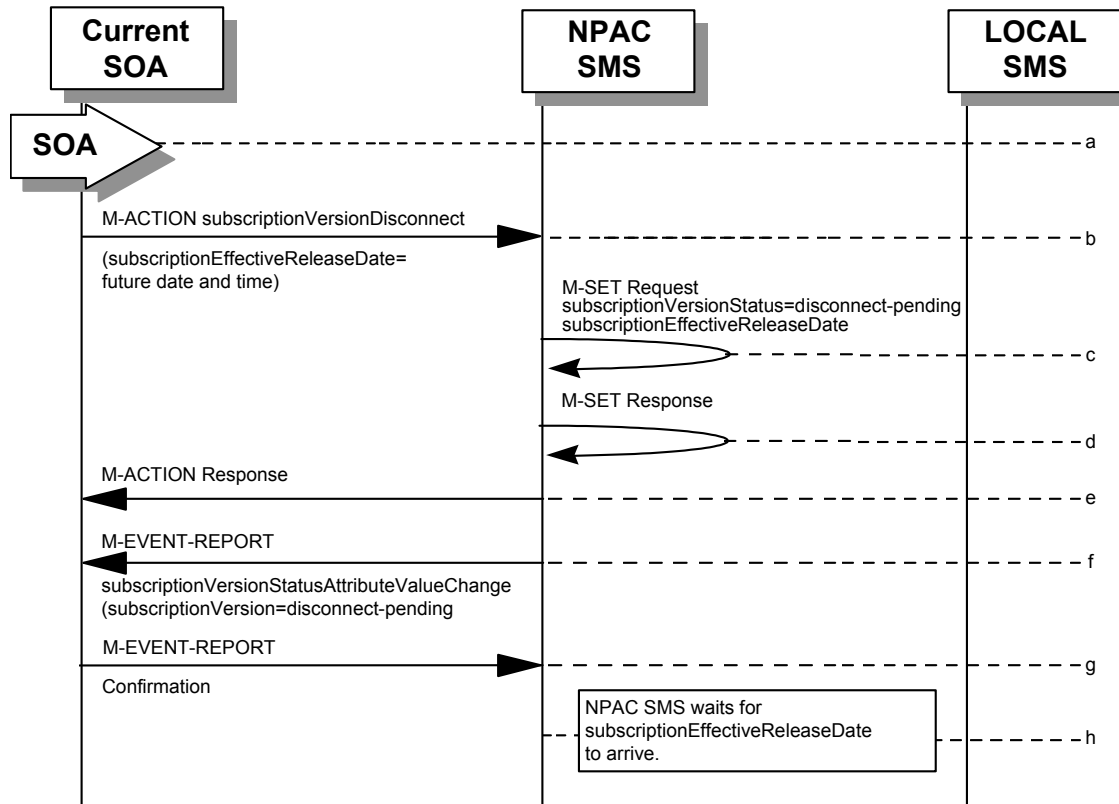 Current
SOA
NPAC
SMS
LOCAL
SMS
SOA
a
M-ACTION subscriptionVersionDisconnect
b
(subscriptionEffectiveReleaseDate=
future date and time)
M-SET Request
subscriptionVersionStatus=disconnect-pending
subscriptionEffectiveReleaseDate
c
M-SET Response
d
M-ACTION Response
e
M-EVENT-REPORT
f
subscriptionVersionStatusAttributeValueChange
(subscriptionVersion=disconnect-pending
M-EVENT-REPORT
g
Confirmation
NPAC SMS waits for
subscriptionEffectiveReleaseDate
to arrive.
h